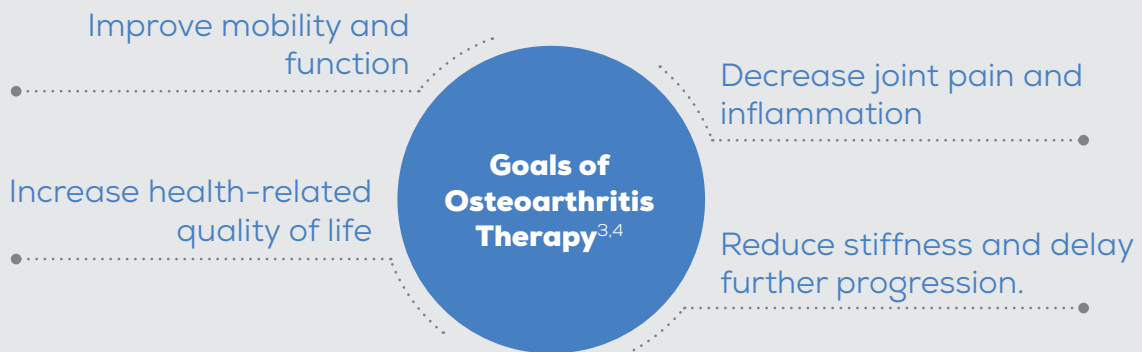 Improve mobility and
function
Decrease joint pain and
inflammation
Goals of
Osteoarthritis
Therapy3,4
Increase health-related
quality of life
Reduce stiffness and delay
further progression.